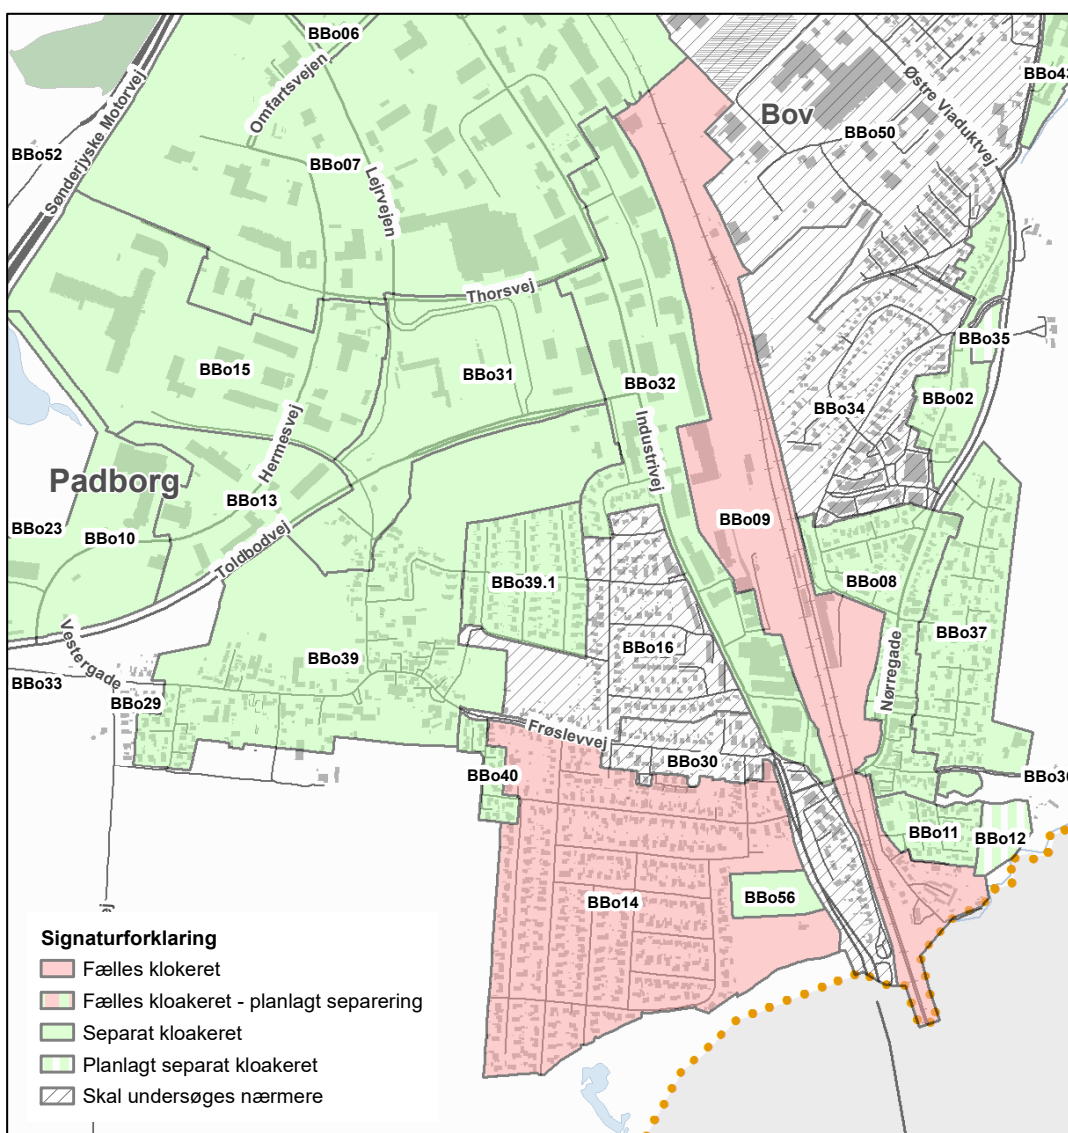 BBo06
Omfartsvejen
Sønderjyske Motorvej
BBo52
BBo07
Lejrvejen
Bov
BBo50
Østre Viaduktvej
BBo43
Thorsvej
BBo15
BBo31
BBo32
BBo35
BBo02
BBo34
Hermesvej
Industrivej
Padborg
BBo13
BBo23
BBo10
Toldbodvej
BBo09
BBo39.1
BBo08
BBo37
Vestergade
BBo33
BBo39
BBo16
Nørregade
BBo29
Frøslevvej
BBo30
BBo40
BBo11
BBo12
BBo14
BBo56
Signaturforklaring
Fælles klokeret
Fælles kloakeret - planlagt separering
Separat kloakeret
Planlagt separat kloakeret
Skal undersøges nærmere